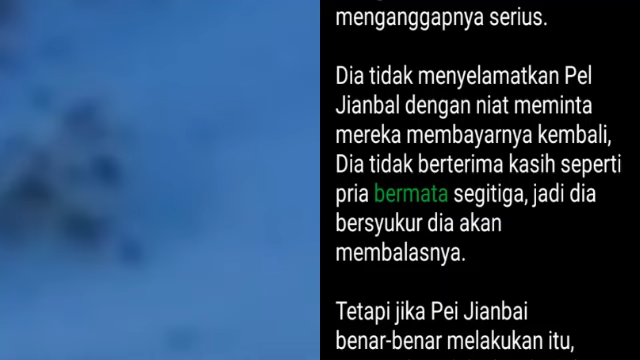 menganggapnya serius.
Dia tidak menyelamatkan Pel
Jianbal dengan niat meminta
mereka membayarnya kembali,
Dia tidak berterima kasih seperti
pria bermata segitiga, jadi dia
bersyukur dia akan
membalasnya.
Tetapi jika Pei Jianbai
benar-benar melakukan itu,